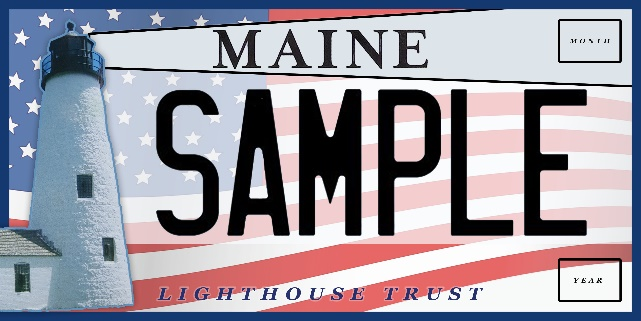 MAINE
MONTH
SAMPLE
YEAR
LIGHTHOUSE TRUST